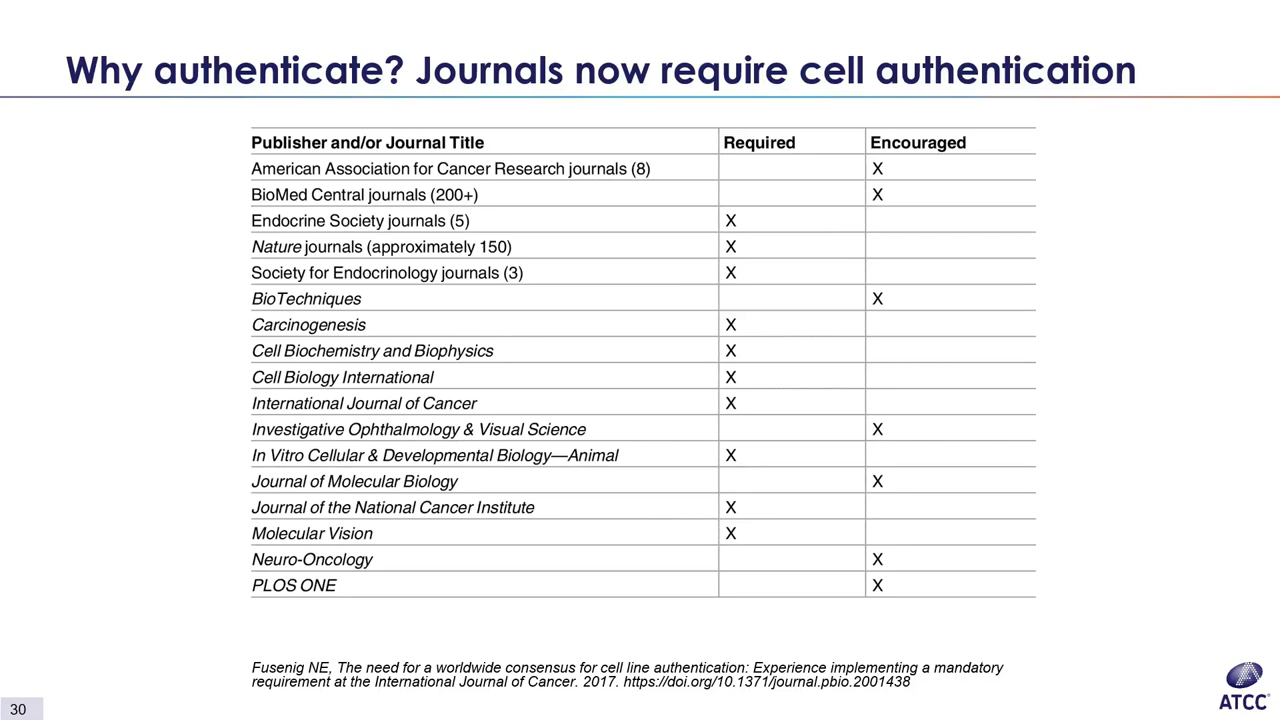 Why authenticate? Journals now require cell authentication
Publisher and/or Journal Title Required Encouraged
American Association for Cancer Research journals (8) X
BioMed Central journals (200+) X
Endocrine Society journals (5) X
Nature journals (approximately 150) X
Society for Endocrinology journals (3) X
BioTechniques X
Carcinogenesis X
Cell Biochemistry and Biophysics X
Cell Biology International X
International Journal of Cancer X
Investigative Ophthalmology & Visual Science X
In Vitro Cellular & Developmental Biology—Animal X
Journal of Molecular Biology X
Journal of the National Cancer Institute X
Molecular Vision X
Neuro-Oncology X
PLOS ONE X
Fusenig NE, The need for a worldwide consensus for cell line authentication: Experience implementing a mandatory
requirement at the International Journal of Cancer. 2017. https://doi.org/10.1371/journal.pbio.2001438
30
ATCC®